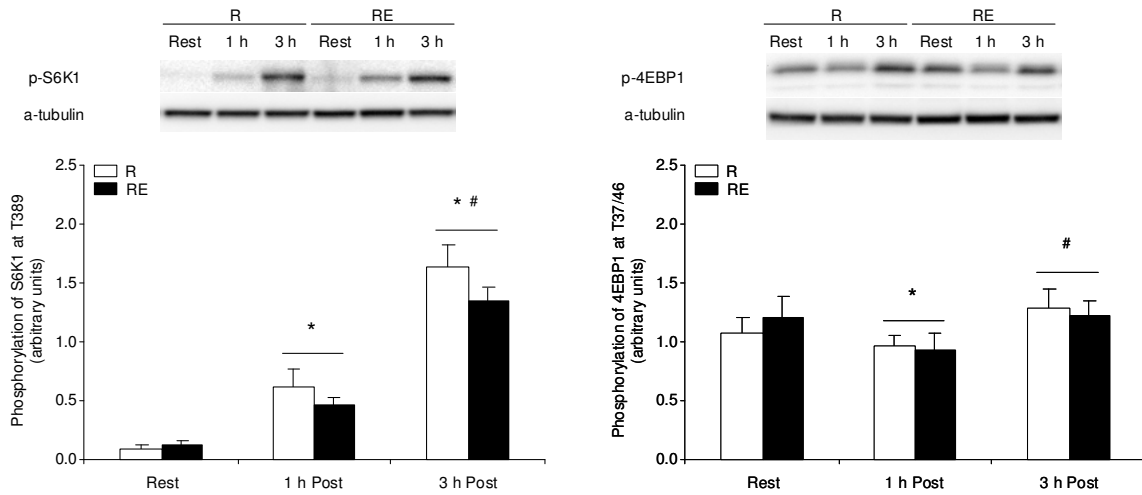 R RE
Rest 1 h 3 h Rest 1 h 3 h
p-S6K1
a-tubulin
2.5
2.0
1.5
1.0
0.5
0.0
Phosphorylation of S6K1 at T389
(arbitrary units)
R
RE
*
* #
Rest 1 h Post 3 h Post
R RE
Rest 1 h 3 h Rest 1 h 3 h
p-4EBP1
a-tubulin
2.5
2.0
1.5
1.0
0.5
0.0
Phosphorylation of 4EBP1 at T37/46
(arbitrary units)
R
RE
*
#
Rest 1 h Post 3 h Post